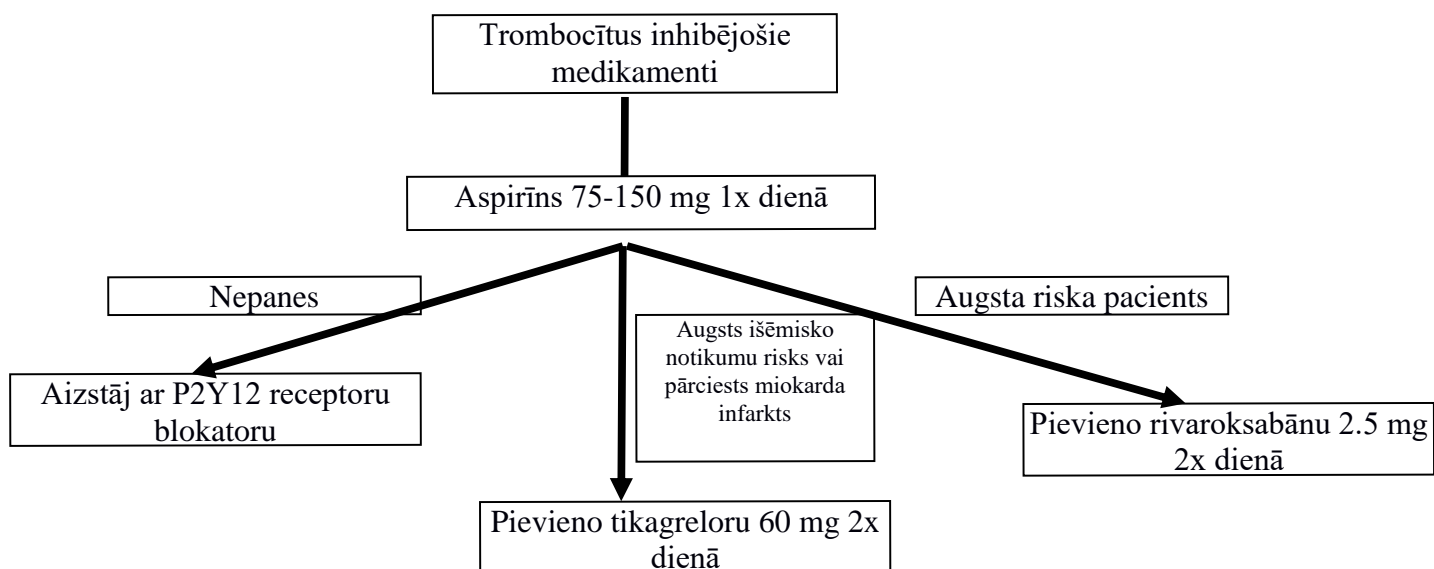 Trombocītus inhibējošie
medikamenti
Aspirīns 75-150 mg 1x dienā
Nepanes
Augsta riska pacients
Augsts išēmisko
notikumu risks vai
pārciests miokarda
infarkts
Aizstāj ar P2Y12 receptoru
blokatoru
Pievieno rivaroksabānu 2.5 mg
2x dienā
Pievieno tikagreloru 60 mg 2x
dienā